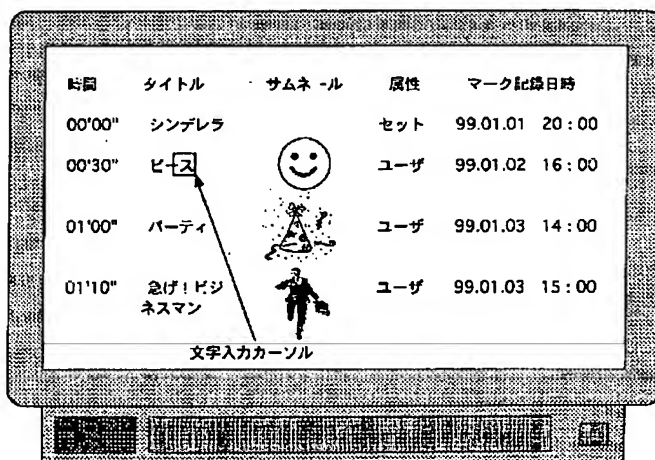 時間 タイトル サムネール 属性 マーク記録日時
00'00" シンデレラ セット 99.01.01 20:00
00'30" ピース ユーザ 99.01.02 16:00
01'00" パーティ ユーザ 99.01.03 14:00
01'10" 急げ!ビジ ユーザ 99.01.03 15:00
ネスマン
文字入力カーソル